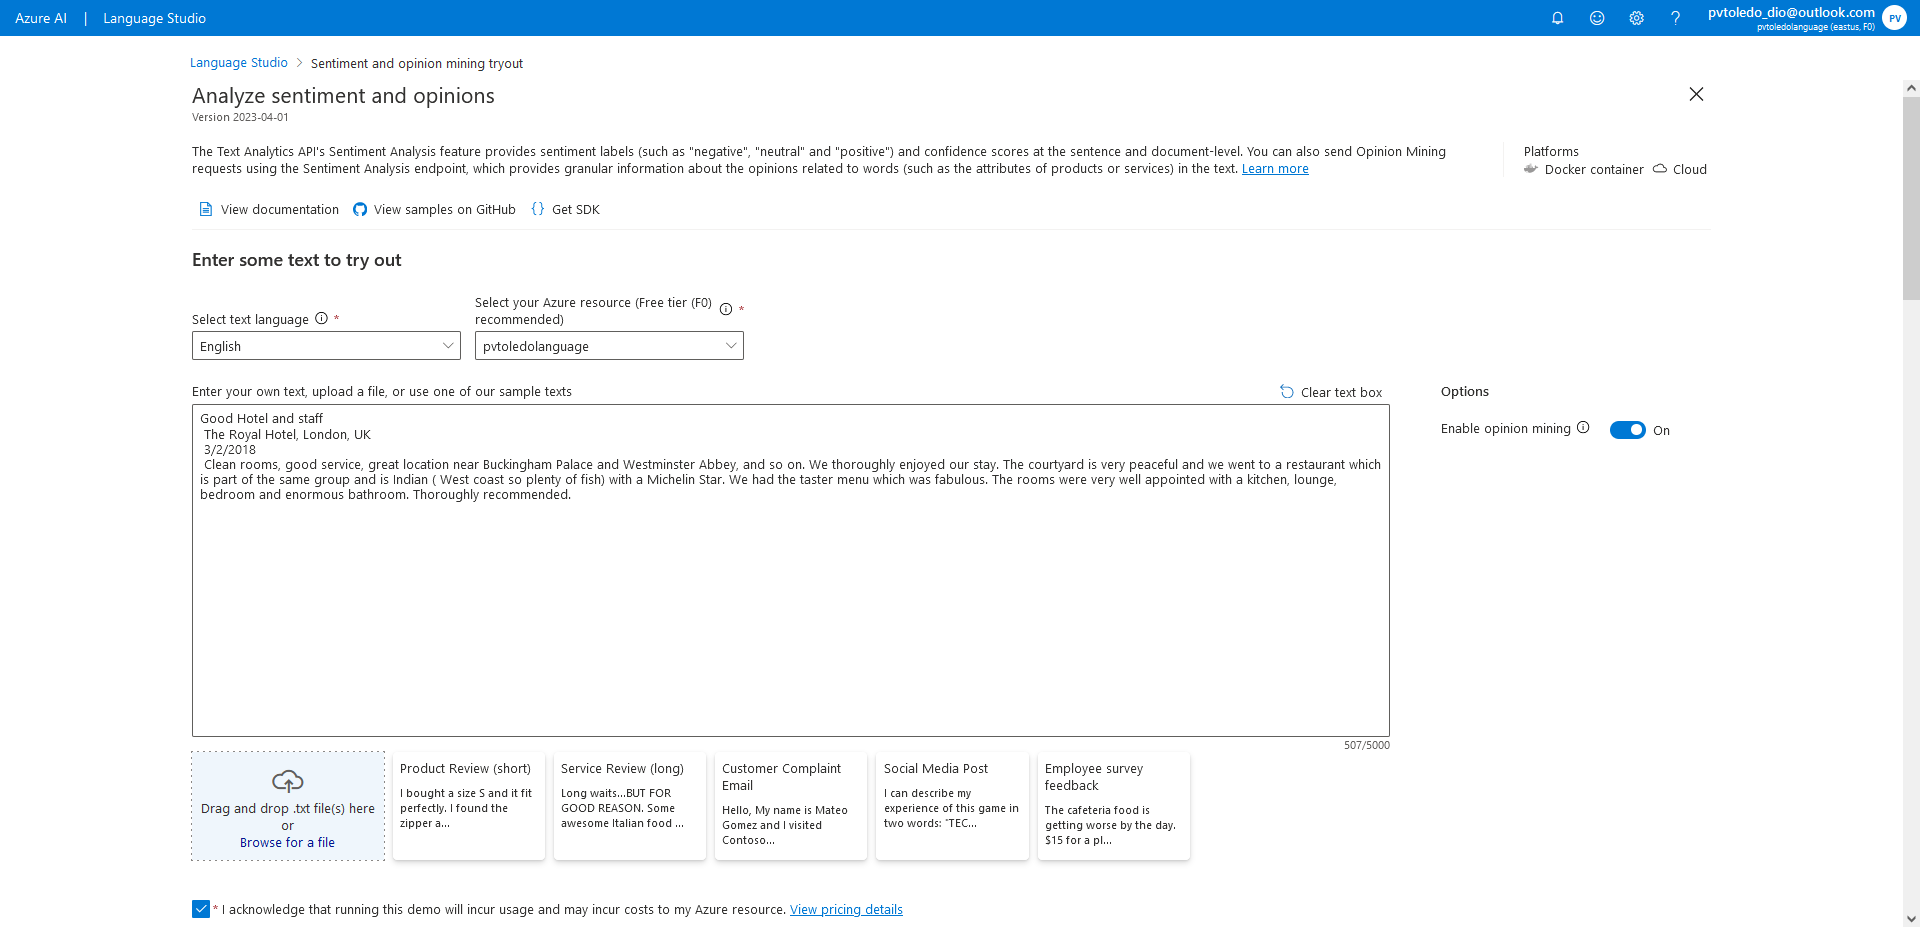 Azure AI | Language Studio
pvtoledo_dio@outlook.com
pvtoledolanguage (eastus, F0)
PV
Language Studio > Sentiment and opinion mining tryout
Analyze sentiment and opinions
Version 2023-04-01
The Text Analytics API's Sentiment Analysis feature provides sentiment labels (such as "negative", "neutral" and "positive") and confidence scores at the sentence and document-level. You can also send Opinion Mining
requests using the Sentiment Analysis endpoint, which provides granular information about the opinions related to words (such as the attributes of products or services) in the text. Learn more
Platforms
Docker container Cloud
View documentation View samples on GitHub {} Get SDK
Enter some text to try out
Select text language *
English
Select your Azure resource (Free tier (F0)
recommended) *
pvtoledolanguage
Enter your own text, upload a file, or use one of our sample texts
Clear text box
Good Hotel and staff
The Royal Hotel, London, UK
3/2/2018
Clean rooms, good service, great location near Buckingham Palace and Westminster Abbey, and so on. We thoroughly enjoyed our stay. The courtyard is very peaceful and we went to a restaurant which
is part of the same group and is Indian ( West coast so plenty of fish) with a Michelin Star. We had the taster menu which was fabulous. The rooms were very well appointed with a kitchen, lounge,
bedroom and enormous bathroom. Thoroughly recommended.
507/5000
Options
Enable opinion mining On
Drag and drop .txt file(s) here
or
Browse for a file
Product Review (short)
I bought a size S and it fit
perfectly. I found the
zipper a...
Service Review (long)
Long waits...BUT FOR
GOOD REASON. Some
awesome Italian food ...
Customer Complaint
Email
Hello, My name is Mateo
Gomez and I visited
Contoso...
Social Media Post
I can describe my
experience of this game in
two words: "TEC...
Employee survey
feedback
The cafeteria food is
getting worse by the day.
$15 for a pl...
* I acknowledge that running this demo will incur usage and may incur costs to my Azure resource. View pricing details